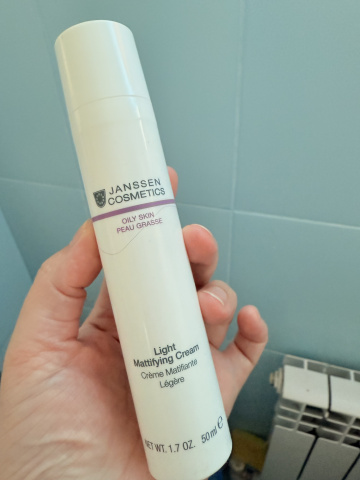 JANSSEN
COSMETICS
OILY SKIN
PEAU GRASSE
Light
Mattifying Cream
Crème Matifiante
Légère
NET WT. 1.7 OZ. 50 ml ℮